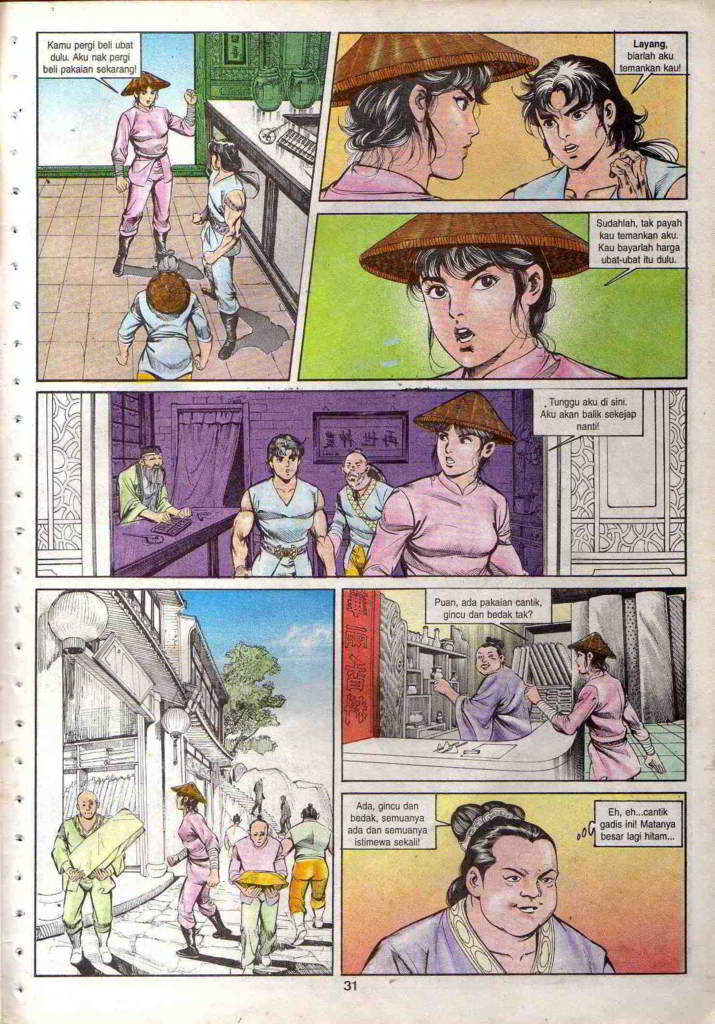 Kamu pergi beli ubat
dulu. Aku nak pergi
beli pakaian sekarang!
Layang,
biarlah aku
temankan kau!
Sudahlah, tak payah
kau temankan aku.
Kau bayarlah harga
ubat-ubat itu dulu.
Tunggu aku di sini.
Aku akan balik sekejap
nanti!
Puan, ada pakaian cantik,
gincu dan bedak tak?
Ada, gincu dan
bedak, semuanya
ada dan semuanya
istimewa sekali!
Eh, eh...cantik
gadis ini! Matanya
besar lagi hitam...
31